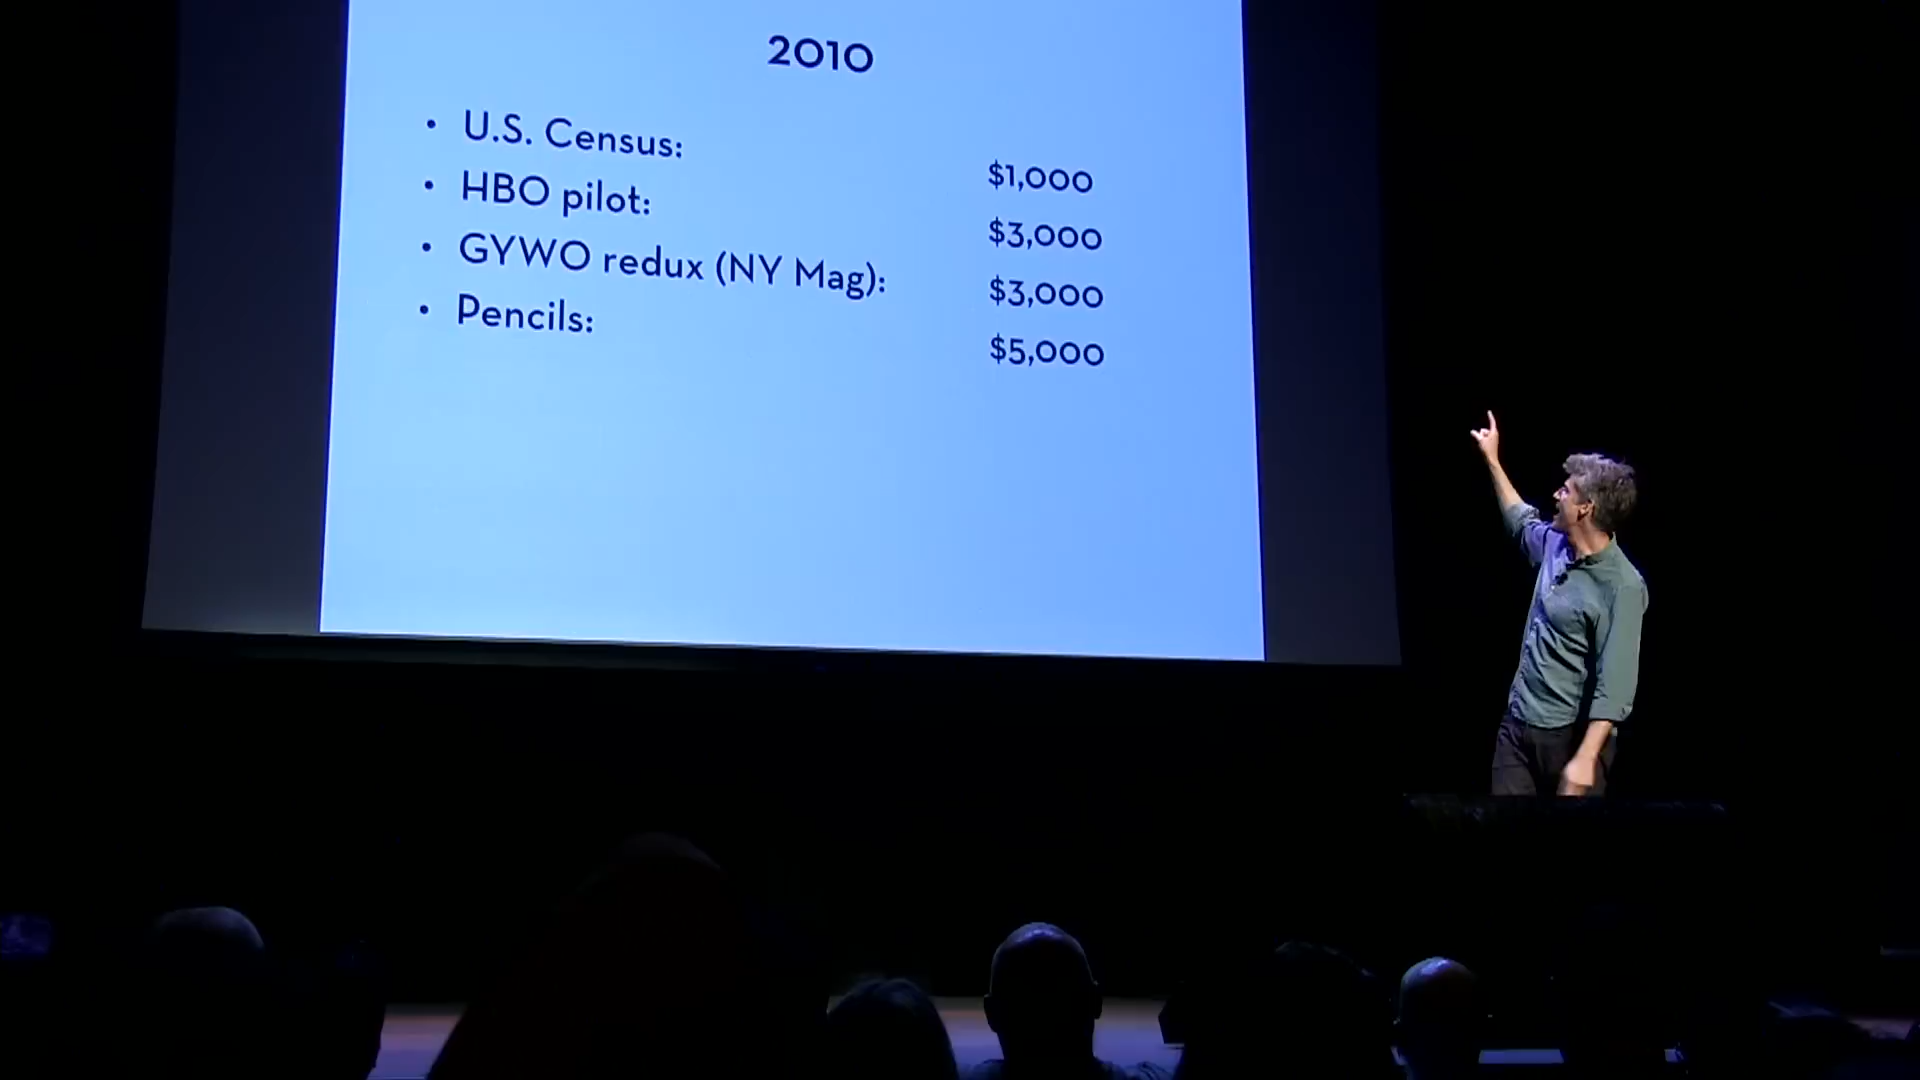 2010
• U.S. Census: $1,000
• HBO pilot: $3,000
• GYWO redux (NY Mag): $3,000
• Pencils: $5,000